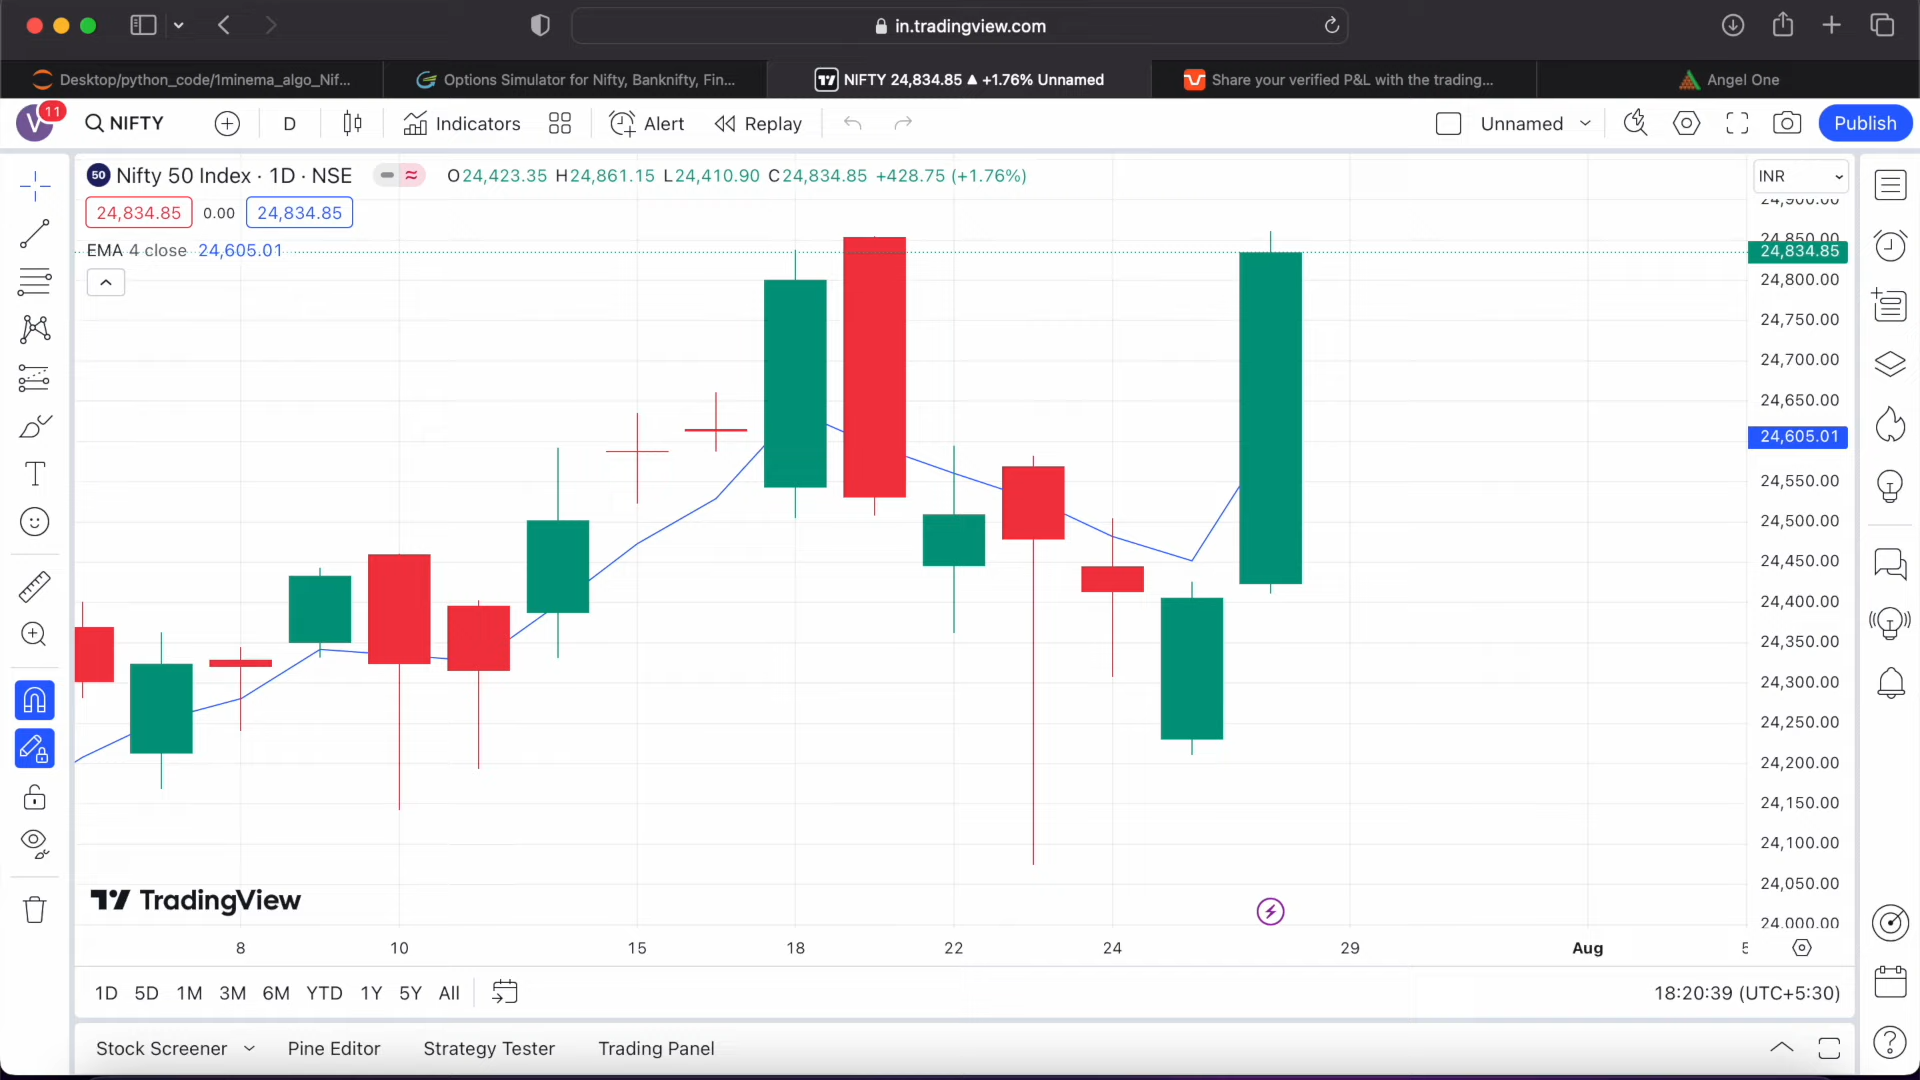 in.tradingview.com
Desktop/python_code/1minema_algo_Nif...
Options Simulator for Nifty, Banknifty, Fin...
NIFTY 24,834.85 ▲ +1.76% Unnamed
Share your verified P&L with the trading...
Angel One
V 11
NIFTY
D
Indicators
Alert
Replay
Unnamed
Publish
50 Nifty 50 Index · 1D · NSE
O24,423.35 H24,861.15 L24,410.90 C24,834.85 +428.75 (+1.76%)
INR
24,834.85 0.00 24,834.85
EMA 4 close 24,605.01
24,900.00
24,850.00
24,834.85
24,800.00
24,750.00
24,700.00
24,650.00
24,605.01
24,550.00
24,500.00
24,450.00
24,400.00
24,350.00
24,300.00
24,250.00
24,200.00
24,150.00
24,100.00
24,050.00
24,000.00
TradingView
8 10 15 18 22 24 29 Aug 5
1D 5D 1M 3M 6M YTD 1Y 5Y All
18:20:39 (UTC+5:30)
Stock Screener Pine Editor Strategy Tester Trading Panel